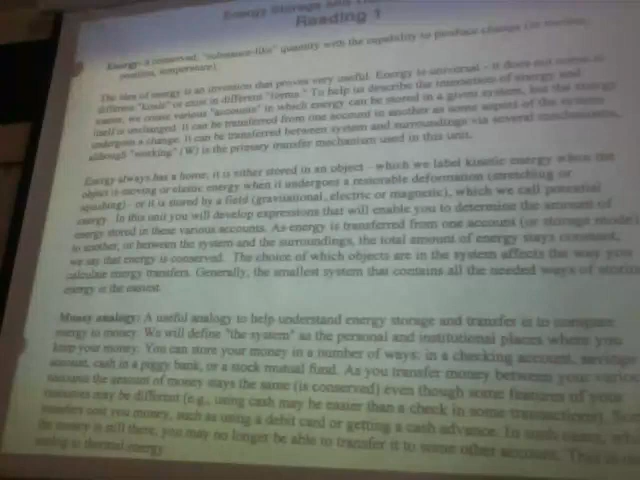 Energy Storage and
Reading 1
Energy: a conserved, "substance-like" quantity with the capability to produce change (in motion,
position, temperature).
The idea of energy is an invention that proves very useful. Energy is universal - it does not come in
different "kinds" or exist in different "forms." To help us describe the interaction of energy and
matter, we create various "accounts" in which energy can be stored in a given system, but the energy
itself is unchanged. It can be transferred from one account to another as some aspect of the system
undergoes a change. It can be transferred between system and surroundings via several mechanisms,
although "working" (W) is the primary transfer mechanism used in this unit.
Energy always has a home; it is either stored in an object - which we label kinetic energy when the
object is moving or elastic energy when it undergoes a restorable deformation (stretching or
squashing) - or it is stored by a field (gravitational, electric or magnetic), which we call potential
energy. In this unit you will develop expressions that will enable you to determine the amount of
energy stored in these various accounts. As energy is transferred from one account (or storage mode)
to another, or between the system and the surroundings, the total amount of energy stays constant,
we say that energy is conserved. The choice of which objects are in the system affects the way you
calculate energy transfers. Generally, the smallest system that contains all the needed ways of storing
energy is the easiest.
Money analogy: A useful analogy to help understand energy storage and transfer is to compare
energy to money. We will define "the system" as the personal and institutional places where you
keep your money. You can store your money in a number of ways: in a checking account, savings
account, cash in a piggy bank, or a stock mutual fund. As you transfer money between your various
accounts the amount of money stays the same (is conserved) even though some features of your
resources may be different (e.g., using cash may be easier than a check in some transactions). Some
transfers cost you money, such as using a debit card or getting a cash advance. In such cases, while
the money is still there, you may no longer be able to transfer it to some other account. This is
analog to thermal energy.